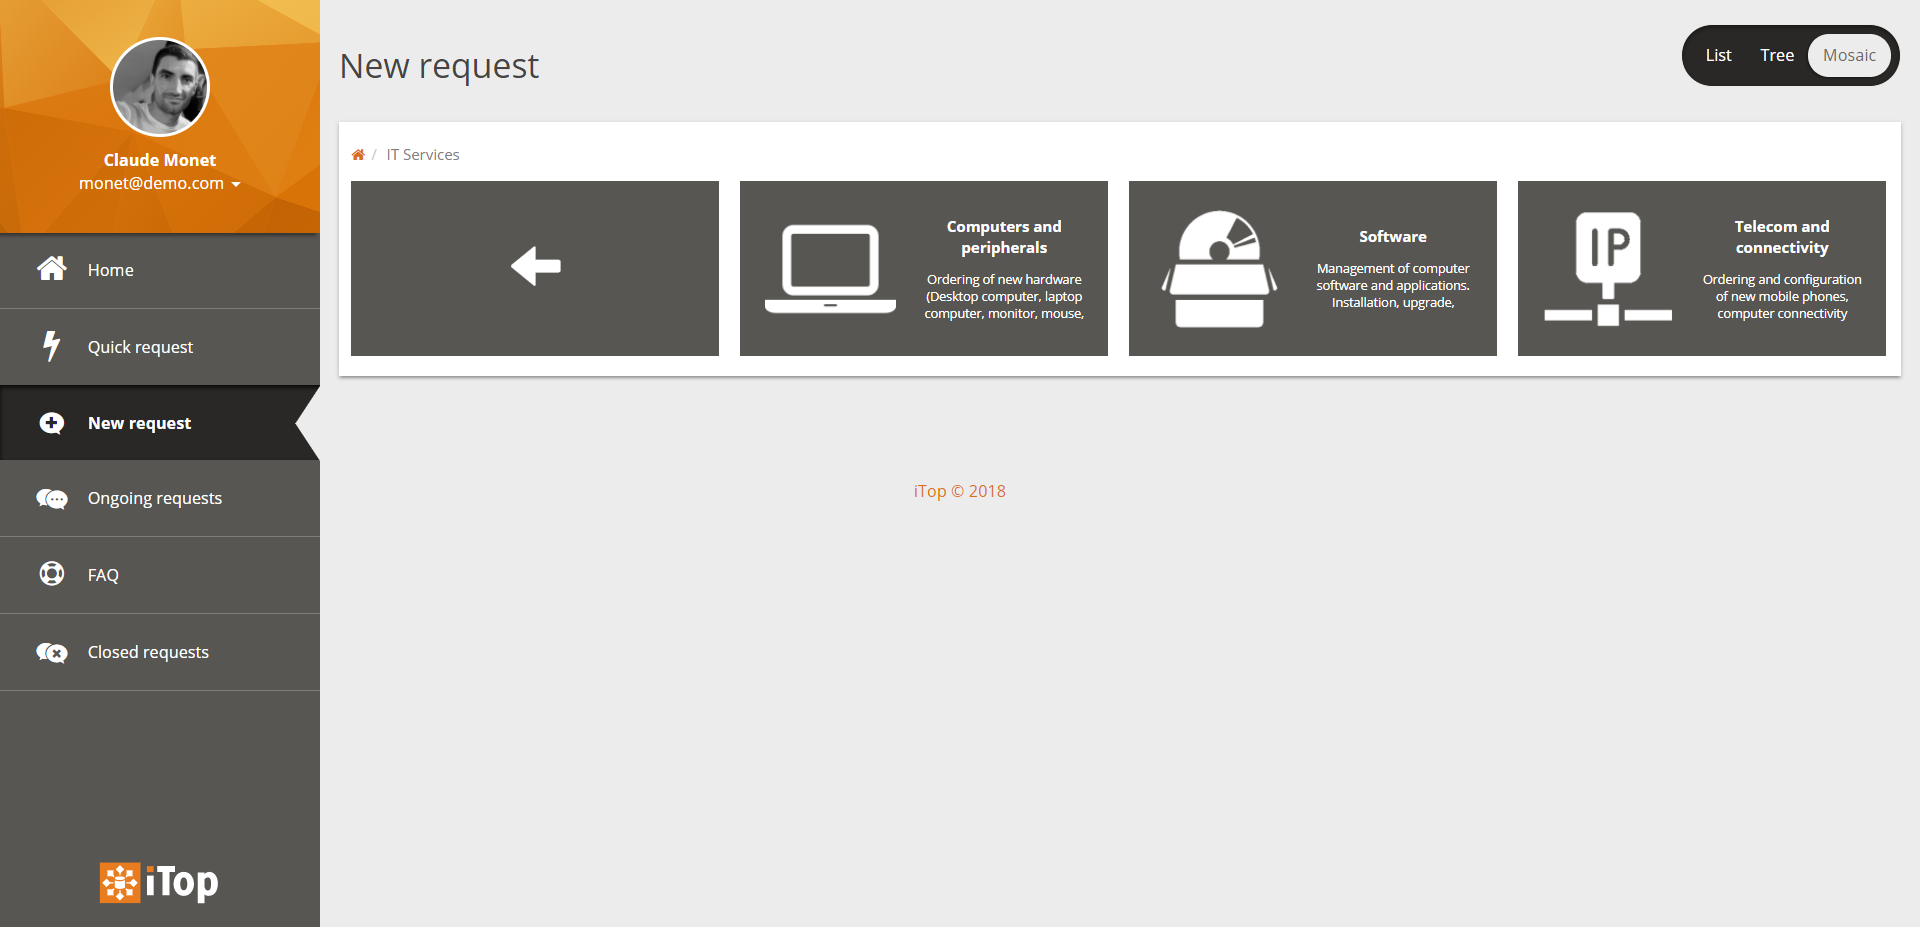 Claude Monet
monet@demo.com
Home
Quick request
New request
Ongoing requests
FAQ
Closed requests
iTop
New request
List
Tree
Mosaic
/ IT Services
Computers and
peripherals
Ordering of new hardware
(Desktop computer, laptop
computer, monitor, mouse,
Software
Management of computer
software and applications.
Installation, upgrade,
IP
Telecom and
connectivity
Ordering and configuration
of new mobile phones,
computer connectivity
iTop © 2018